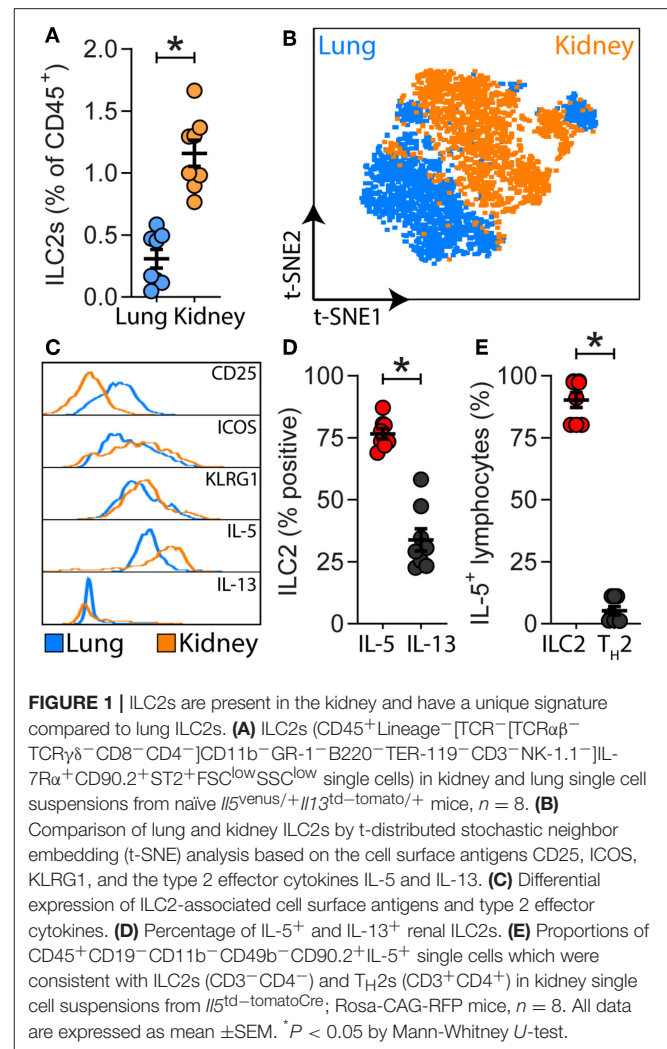 A
*
ILC2s (% of CD45+)
2.0
1.5
1.0
0.5
0.0
Lung Kidney
B
Lung
Kidney
t-SNE2
t-SNE1
C
CD25
ICOS
KLRG1
IL-5
IL-13
Lung
Kidney
D
*
ILC2 (% positive)
100
75
50
25
0
IL-5 IL-13
E
*
IL-5+ lymphocytes (%)
100
75
50
25
0
ILC2 TH2
FIGURE 1 | ILC2s are present in the kidney and have a unique signature
compared to lung ILC2s. (A) ILC2s (CD45+Lineage−[TCR−[TCRαβ−
TCRγδ−CD8−CD4−]CD11b−GR-1−B220−TER-119−CD3−NK-1.1−]IL-
7Rα+CD90.2+ST2+FSClowSSClow single cells) in kidney and lung single cell
suspensions from naïve Il5venus/+Il13td−tomato/+ mice, n = 8. (B)
Comparison of lung and kidney ILC2s by t-distributed stochastic neighbor
embedding (t-SNE) analysis based on the cell surface antigens CD25, ICOS,
KLRG1, and the type 2 effector cytokines IL-5 and IL-13. (C) Differential
expression of ILC2-associated cell surface antigens and type 2 effector
cytokines. (D) Percentage of IL-5+ and IL-13+ renal ILC2s. (E) Proportions of
CD45+CD19−CD11b−CD49b−CD90.2+IL-5+ single cells which were
consistent with ILC2s (CD3−CD4−) and TH2s (CD3+CD4+) in kidney single
cell suspensions from Il5td−tomatoCre; Rosa-CAG-RFP mice, n = 8. All data
are expressed as mean ±SEM. *P < 0.05 by Mann-Whitney U-test.